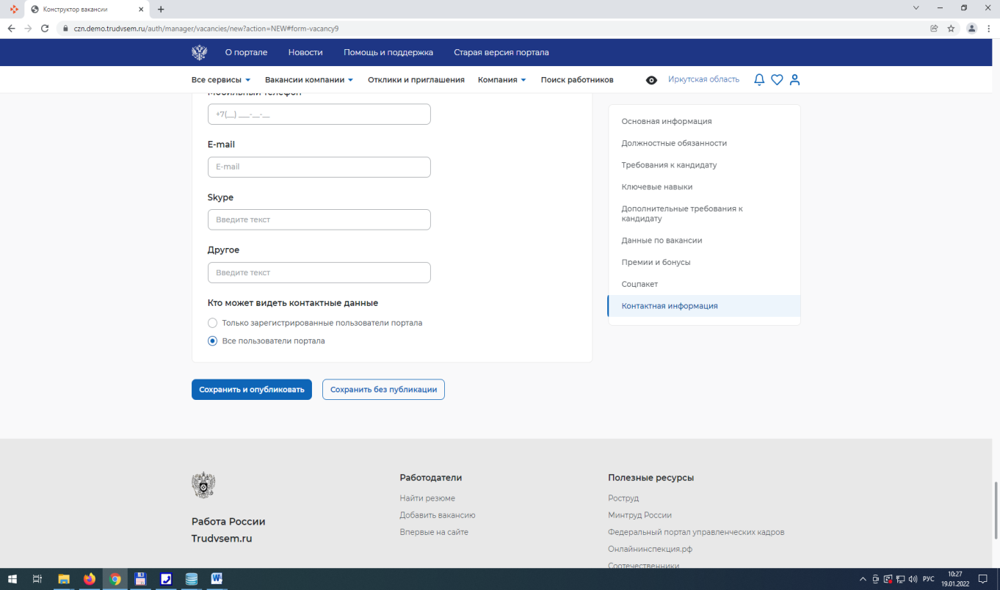 Конструктор вакансии
czn.demo.trudvsem.ru/auth/manager/vacancies/new?action=NEW#form-vacancy9
О портале Новости Помощь и поддержка Старая версия портала
Все сервисы Вакансии компании Отклики и приглашения Компания Поиск работников Иркутская область
Мобильный телефон
+7(__) ___-__-__
E-mail
E-mail
Skype
Введите текст
Другое
Введите текст
Кто может видеть контактные данные
Только зарегистрированные пользователи портала
Все пользователи портала
Сохранить и опубликовать Сохранить без публикации
Основная информация
Должностные обязанности
Требования к кандидату
Ключевые навыки
Дополнительные требования к
кандидату
Данные по вакансии
Премии и бонусы
Соцпакет
Контактная информация
Работа России
Trudvsem.ru
Работодатели
Найти резюме
Добавить вакансию
Впервые на сайте
Полезные ресурсы
Роструд
Минтруд России
Федеральный портал управленческих кадров
Онлайнинспекция.рф
Соотечественники
РУС
10:27
19.01.2022